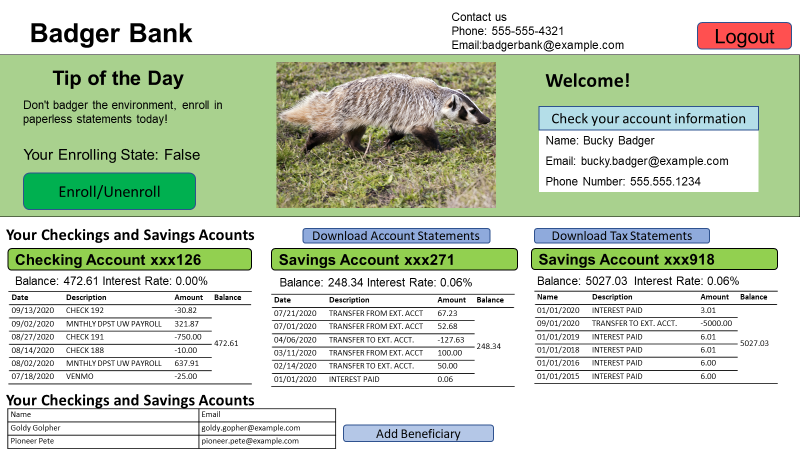 Badger Bank
Contact us
Phone: 555-555-4321
Email:badgerbank@example.com
Logout
Tip of the Day
Don't badger the environment, enroll in
paperless statements today!
Your Enrolling State: False
Enroll/Unenroll
Welcome!
Check your account information
Name: Bucky Badger
Email: bucky.badger@example.com
Phone Number: 555.555.1234
Your Checkings and Savings Acounts
Download Account Statements
Download Tax Statements
Checking Account xxx126
Balance: 472.61 Interest Rate: 0.00%
Date Description Amount Balance
09/13/2020 CHECK 192 -30.82
09/02/2020 MNTHLY DPST UW PAYROLL 321.87
08/27/2020 CHECK 191 -750.00
472.61
08/14/2020 CHECK 188 -10.00
08/02/2020 MNTHLY DPST UW PAYROLL 637.91
07/18/2020 VENMO -25.00
Savings Account xxx271
Balance: 248.34 Interest Rate: 0.06%
Date Description Amount Balance
07/21/2020 TRANSFER FROM EXT. ACCT 67.23
07/01/2020 TRANSFER FROM EXT. ACCT 52.68
04/06/2020 TRANSFER TO EXT. ACCT. -127.63
248.34
03/11/2020 TRANSFER FROM EXT. ACCT 100.00
02/14/2020 TRANSFER TO EXT. ACCT. 50.00
01/01/2020 INTEREST PAID 0.06
Savings Account xxx918
Balance: 5027.03 Interest Rate: 0.06%
Name Description Amount Balance
01/01/2020 INTEREST PAID 3.01
09/01/2020 TRANSFER TO EXT. ACCT. -5000.00
01/01/2019 INTEREST PAID 6.01
5027.03
01/01/2018 INTEREST PAID 6.01
01/01/2016 INTEREST PAID 6.00
01/01/2015 INTEREST PAID 6.00
Your Checkings and Savings Acounts
Name Email
Goldy Golpher goldy.gopher@example.com
Pioneer Pete pioneer.pete@example.com
Add Beneficiary